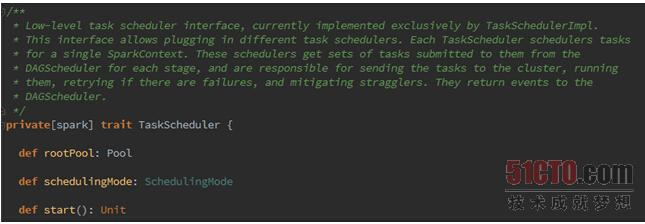 /**
* Low-level task scheduler interface, currently implemented exclusively by TaskSchedulerImpl.
* This interface allows plugging in different task schedulers. Each TaskScheduler schedulers tasks
* for a single SparkContext. These schedulers get sets of tasks submitted to them from the
* DAGScheduler for each stage, and are responsible for sending the tasks to the cluster, running
* them, retrying if there are failures, and mitigating stragglers. They return events to the
* DAGScheduler.
*/
private[spark] trait TaskScheduler {
def rootPool: Pool
def schedulingMode: SchedulingMode
def start(): Unit
51CTO.com
技术成就梦想